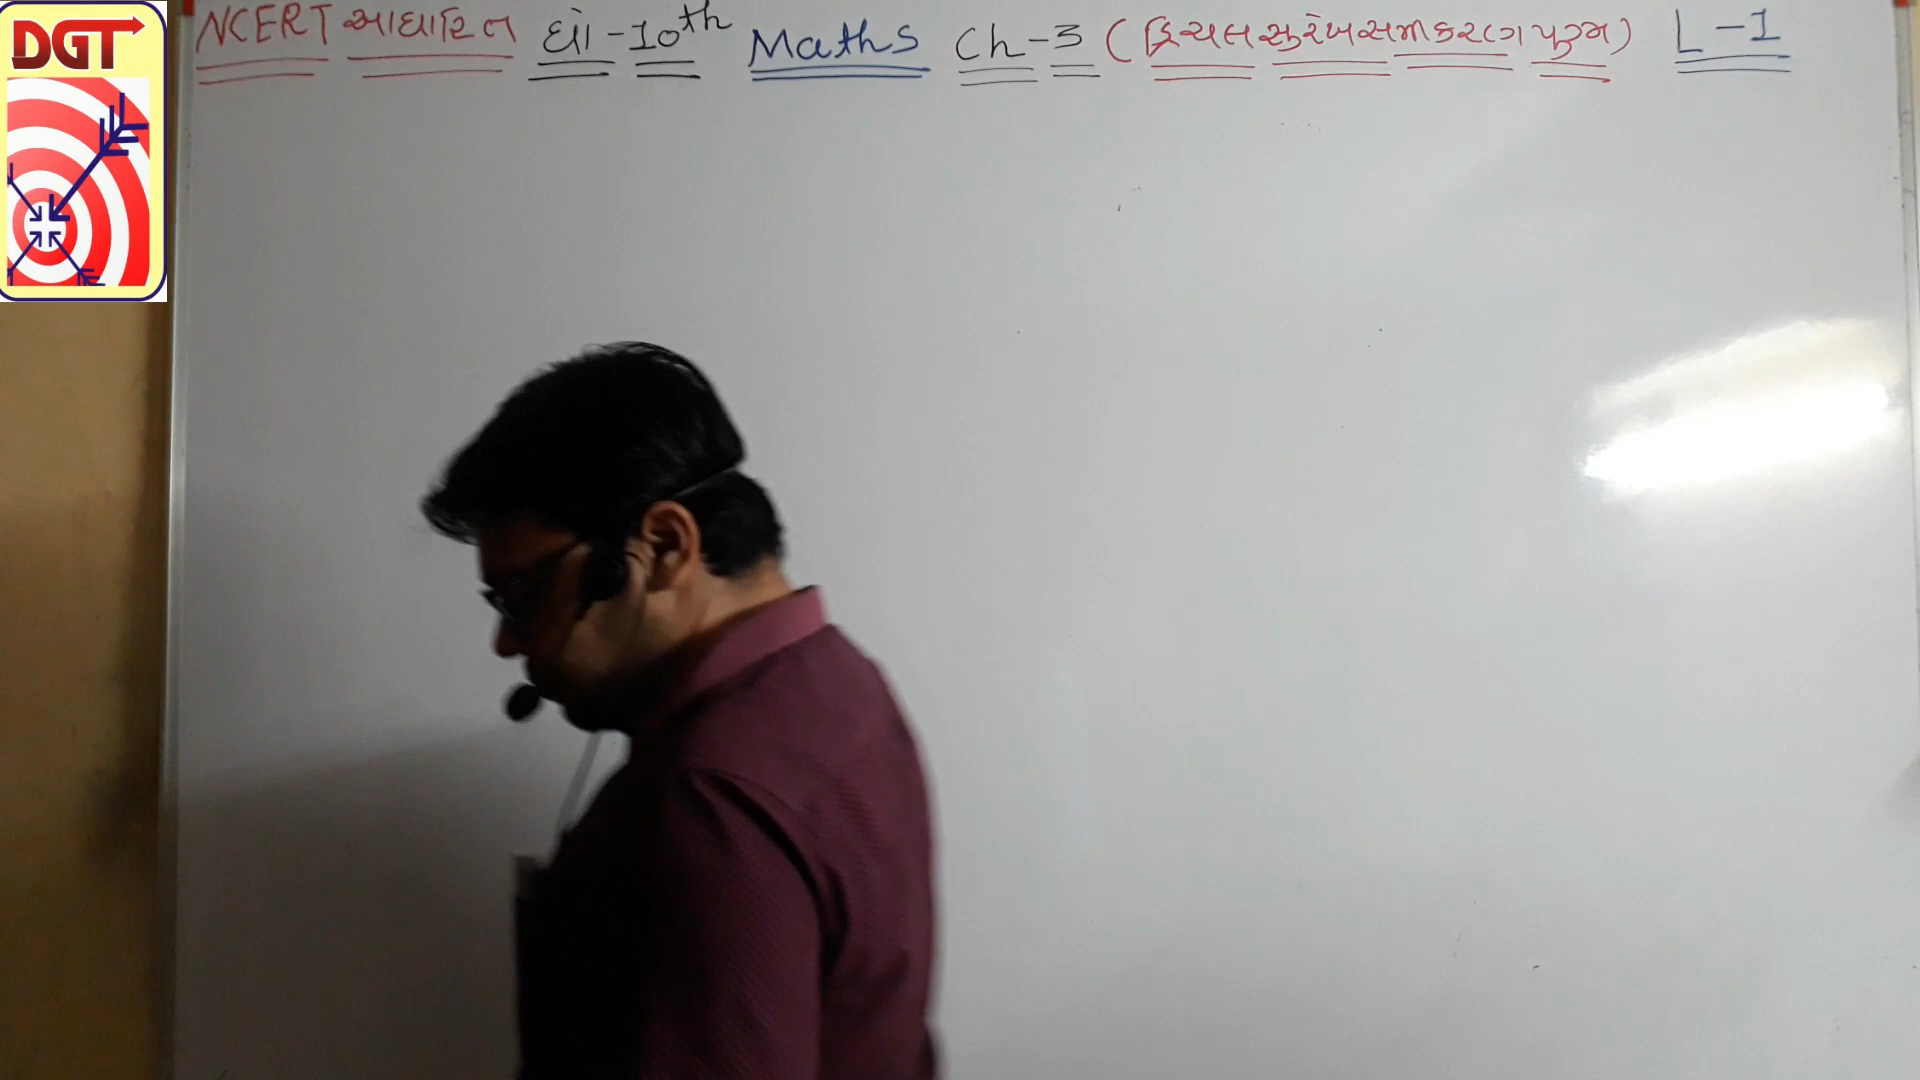 DGT
NCERT આધારિત ધો-10th Maths Ch-3 (દ્વિચલ સુરેખ સમીકરણ યુગ્મ) L-1